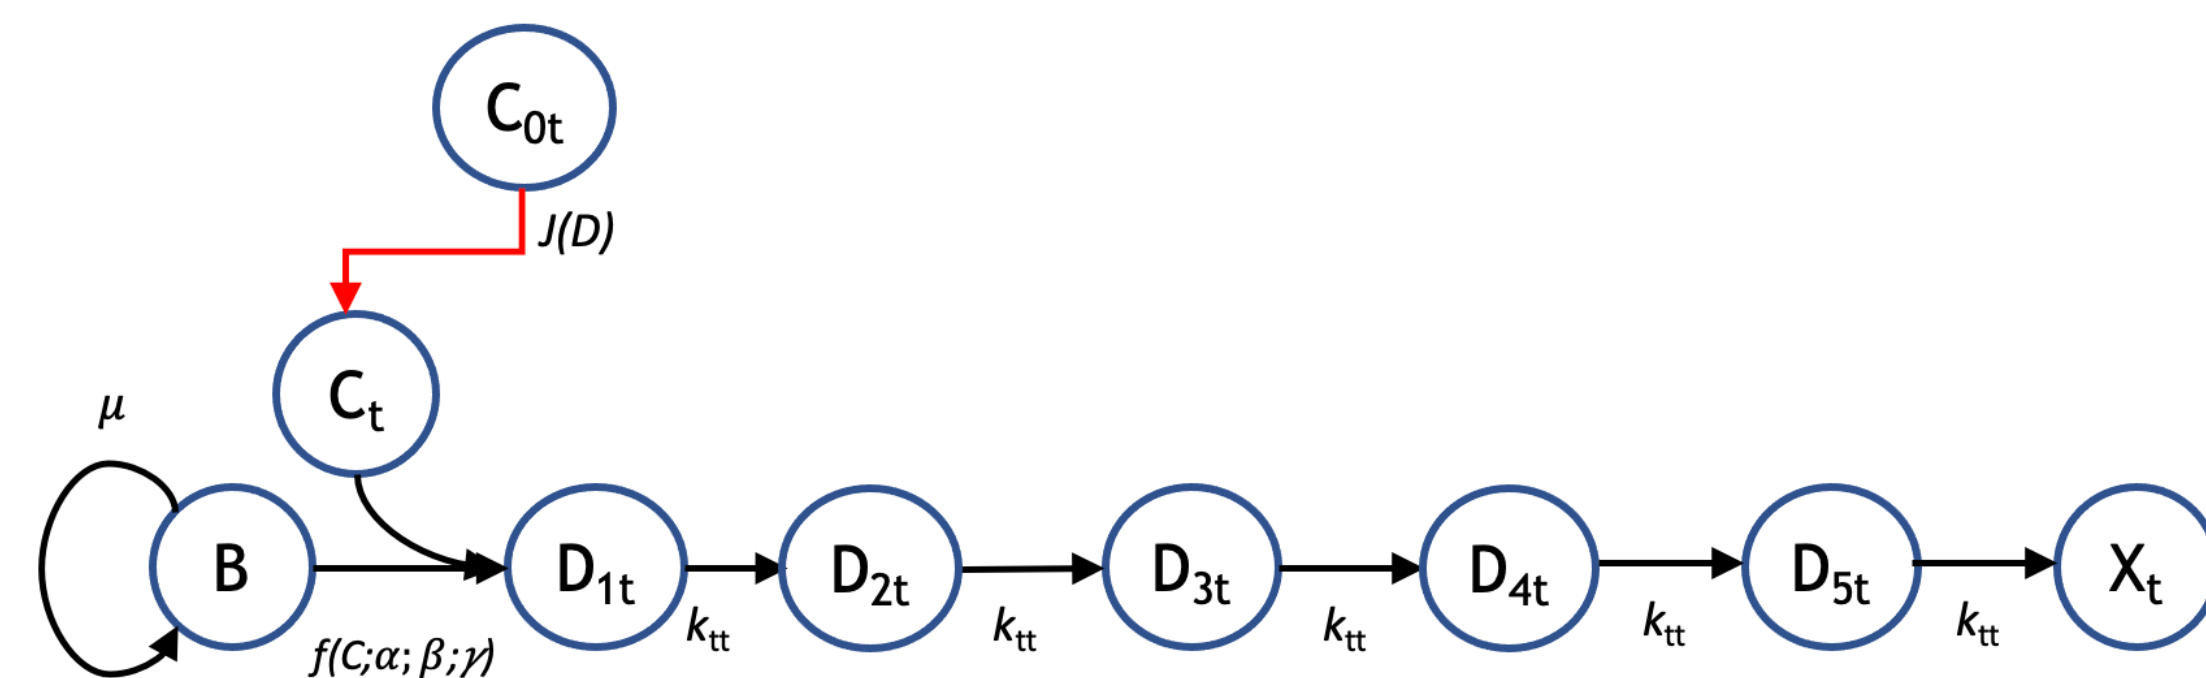 C₀ₜ
J(D)
Cₜ
μ
B
D₁ₜ
D₂ₜ
D₃ₜ
D₄ₜ
D₅ₜ
Xₜ
f(C;α; β;γ)
kₜₜ
kₜₜ
kₜₜ
kₜₜ
kₜₜ